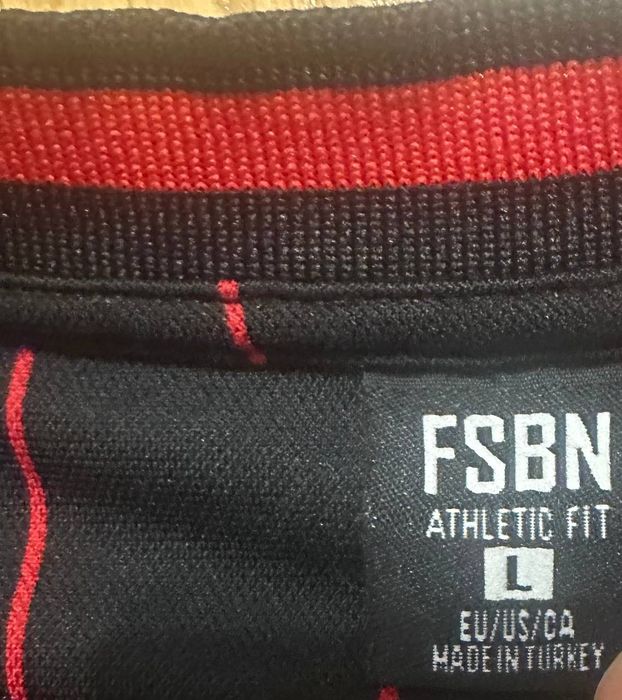 FSBN
ATHLETIC FIT
L
EU/US/CA
MADE IN TURKEY